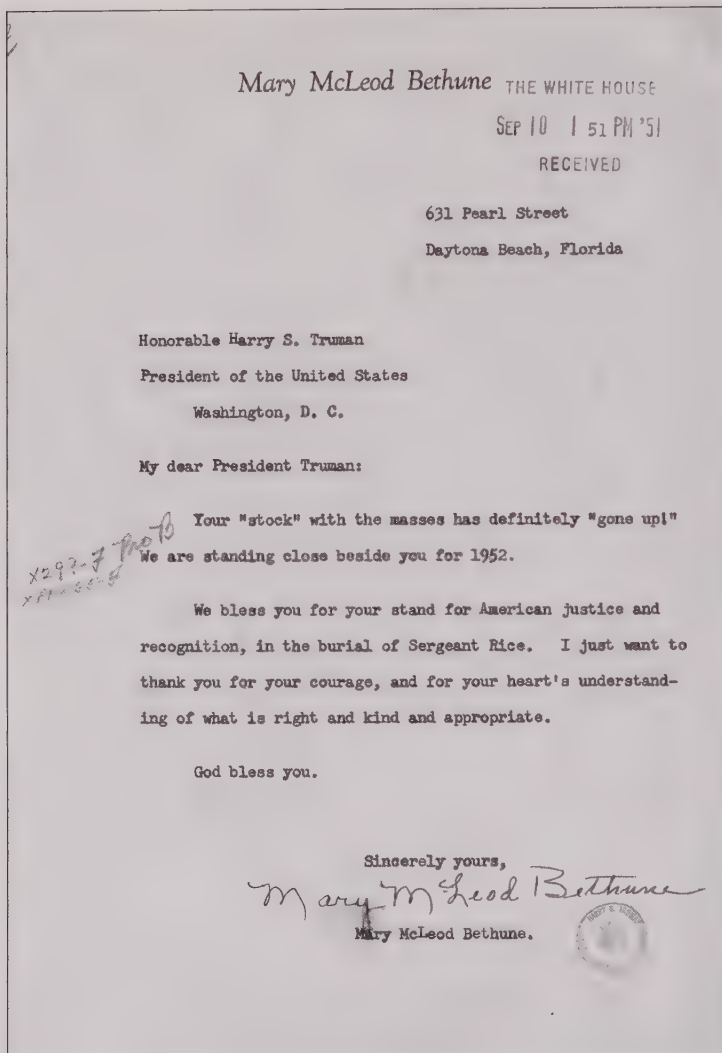 Mary McLeod Bethune THE WHITE HOUSE
SEP 10 1 51 PM '51
RECEIVED
631 Pearl Street
Daytona Beach, Florida
Honorable Harry S. Truman
President of the United States
Washington, D. C.
My dear President Truman:
Your "stock" with the masses has definitely "gone up!"
We are standing close beside you for 1952.
We bless you for your stand for American justice and
recognition, in the burial of Sergeant Rice. I just want to
thank you for your courage, and for your heart's understand-
ing of what is right and kind and appropriate.
God bless you.
Sincerely yours,
Mary McLeod Bethune
Mary McLeod Bethune.